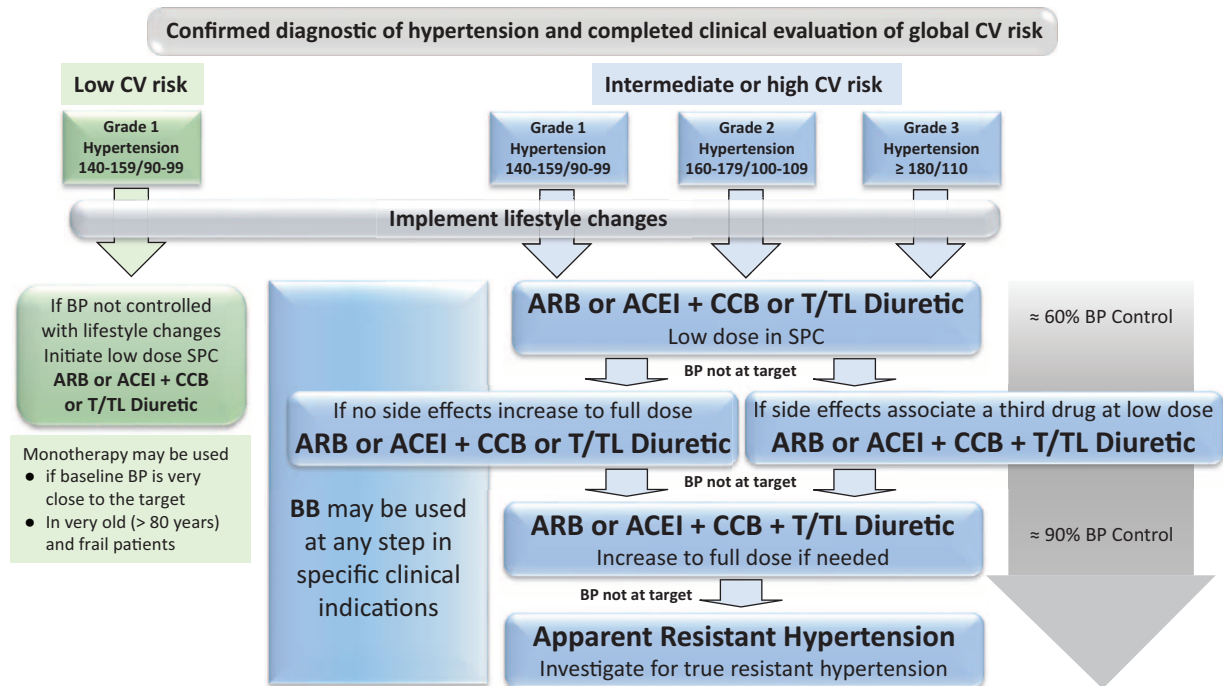 Confirmed diagnostic of hypertension and completed clinical evaluation of global CV risk
Low CV risk
Intermediate or high CV risk
Grade 1
Hypertension
140-159/90-99
Grade 1
Hypertension
140-159/90-99
Grade 2
Hypertension
160-179/100-109
Grade 3
Hypertension
≥ 180/110
Implement lifestyle changes
If BP not controlled
with lifestyle changes
Initiate low dose SPC
ARB or ACEI + CCB
or T/TL Diuretic
Monotherapy may be used
● if baseline BP is very
close to the target
● In very old (> 80 years)
and frail patients
BB may be used
at any step in
specific clinical
indications
ARB or ACEI + CCB or T/TL Diuretic
Low dose in SPC
BP not at target
If no side effects increase to full dose
ARB or ACEI + CCB or T/TL Diuretic
If side effects associate a third drug at low dose
ARB or ACEI + CCB + T/TL Diuretic
BP not at target
ARB or ACEI + CCB + T/TL Diuretic
Increase to full dose if needed
BP not at target
Apparent Resistant Hypertension
Investigate for true resistant hypertension
≈ 60% BP Control
≈ 90% BP Control